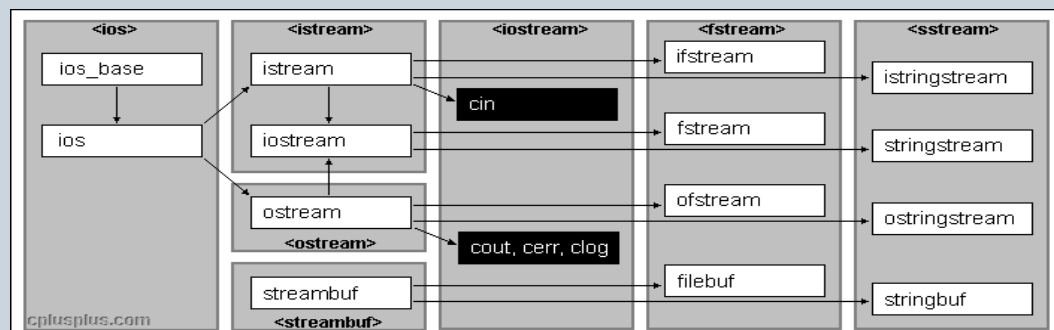 <ios>
ios_base
ios
<istream>
istream
iostream
ostream
<ostream>
streambuf
<streambuf>
<iostream>
cin
cout, cerr, clog
<fstream>
ifstream
fstream
ofstream
filebuf
<sstream>
istringstream
stringstream
ostringstream
stringbuf
cplusplus.com